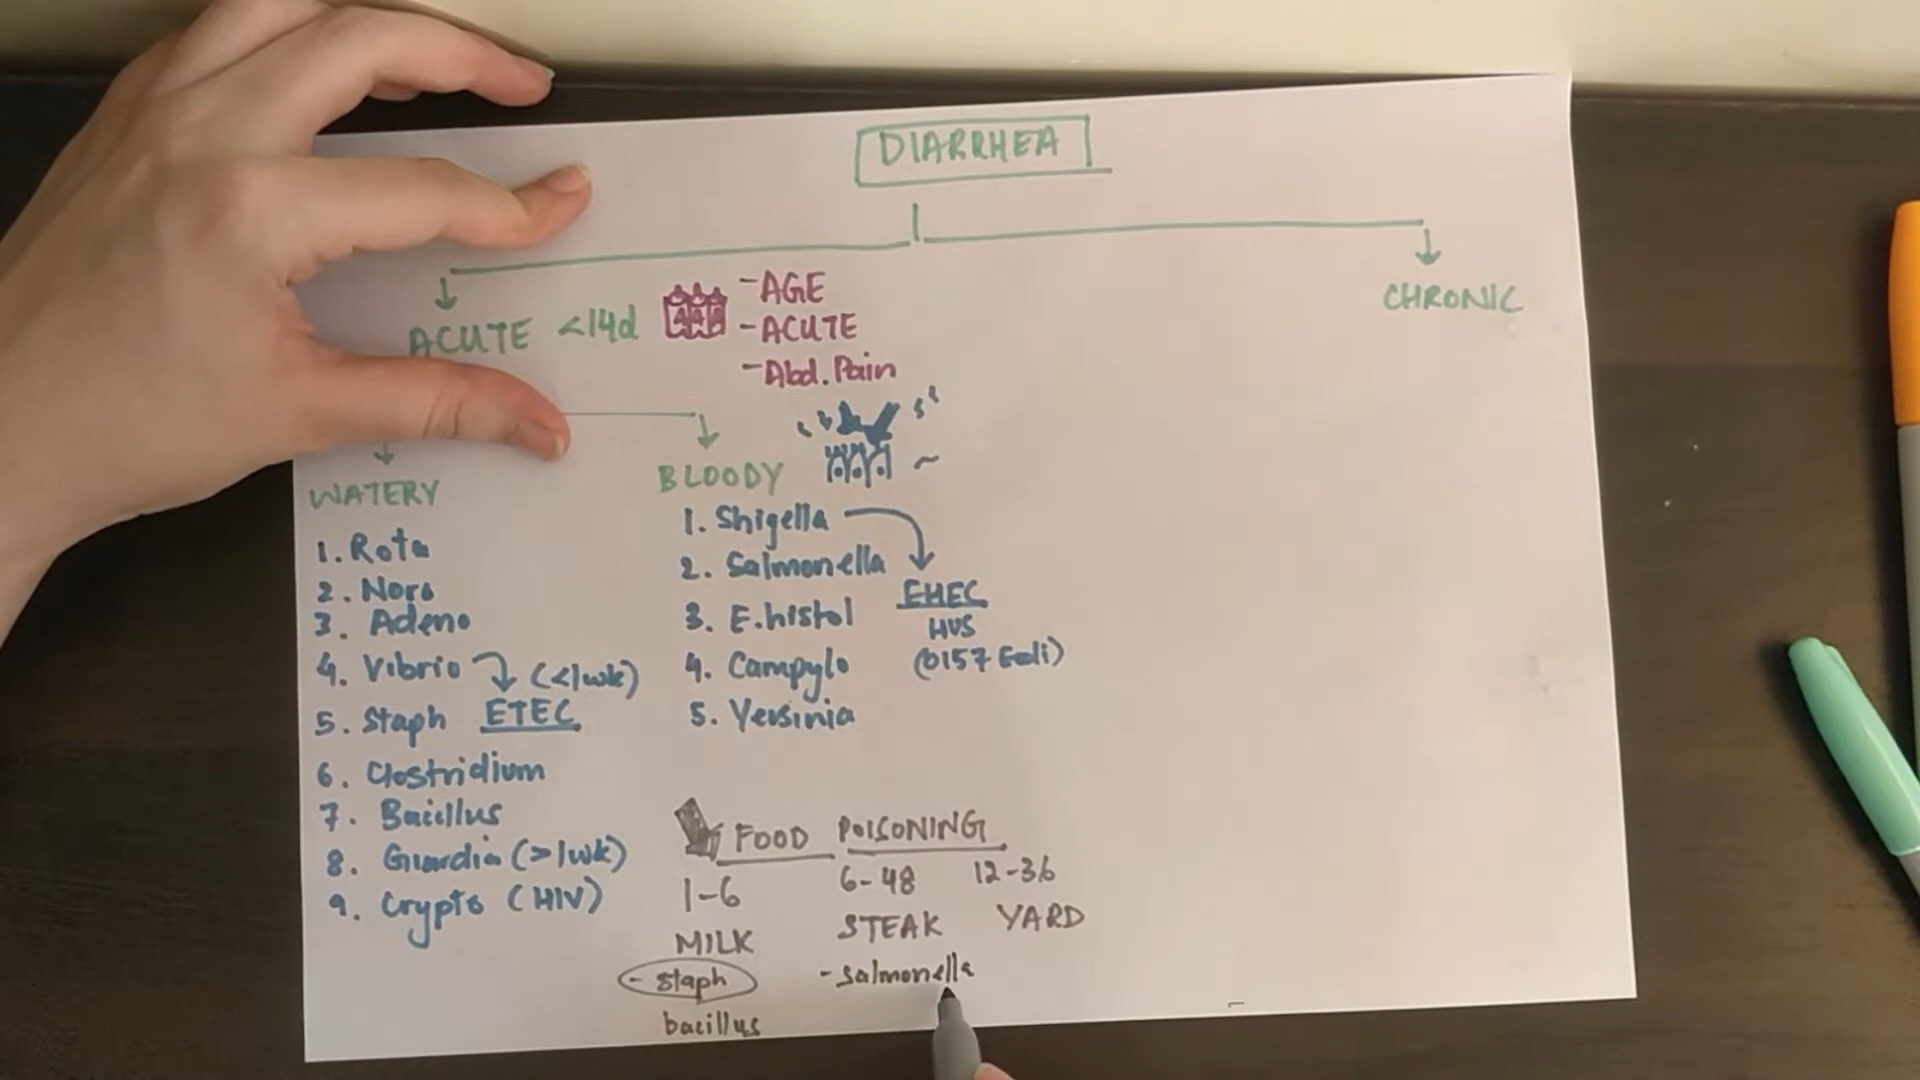 DIARRHEA
ACUTE <14d
-AGE
-ACUTE
-Abd. Pain
CHRONIC
WATERY
1. Rota
2. Noro
3. Adeno
4. Vibrio (<1wk)
5. Staph ETEC
6. Clostridium
7. Bacillus
8. Giardia (>1wk)
9. Crypto (HIV)
BLOODY
1. Shigella
2. Salmonella
3. E.histol
4. Campylo
5. Yersinia
EHEC
HUS
(O157 Ecoli)
FOOD POISONING
1-6
MILK
- Staph
bacillus
6-48
STEAK
- Salmonella
12-36
YARD